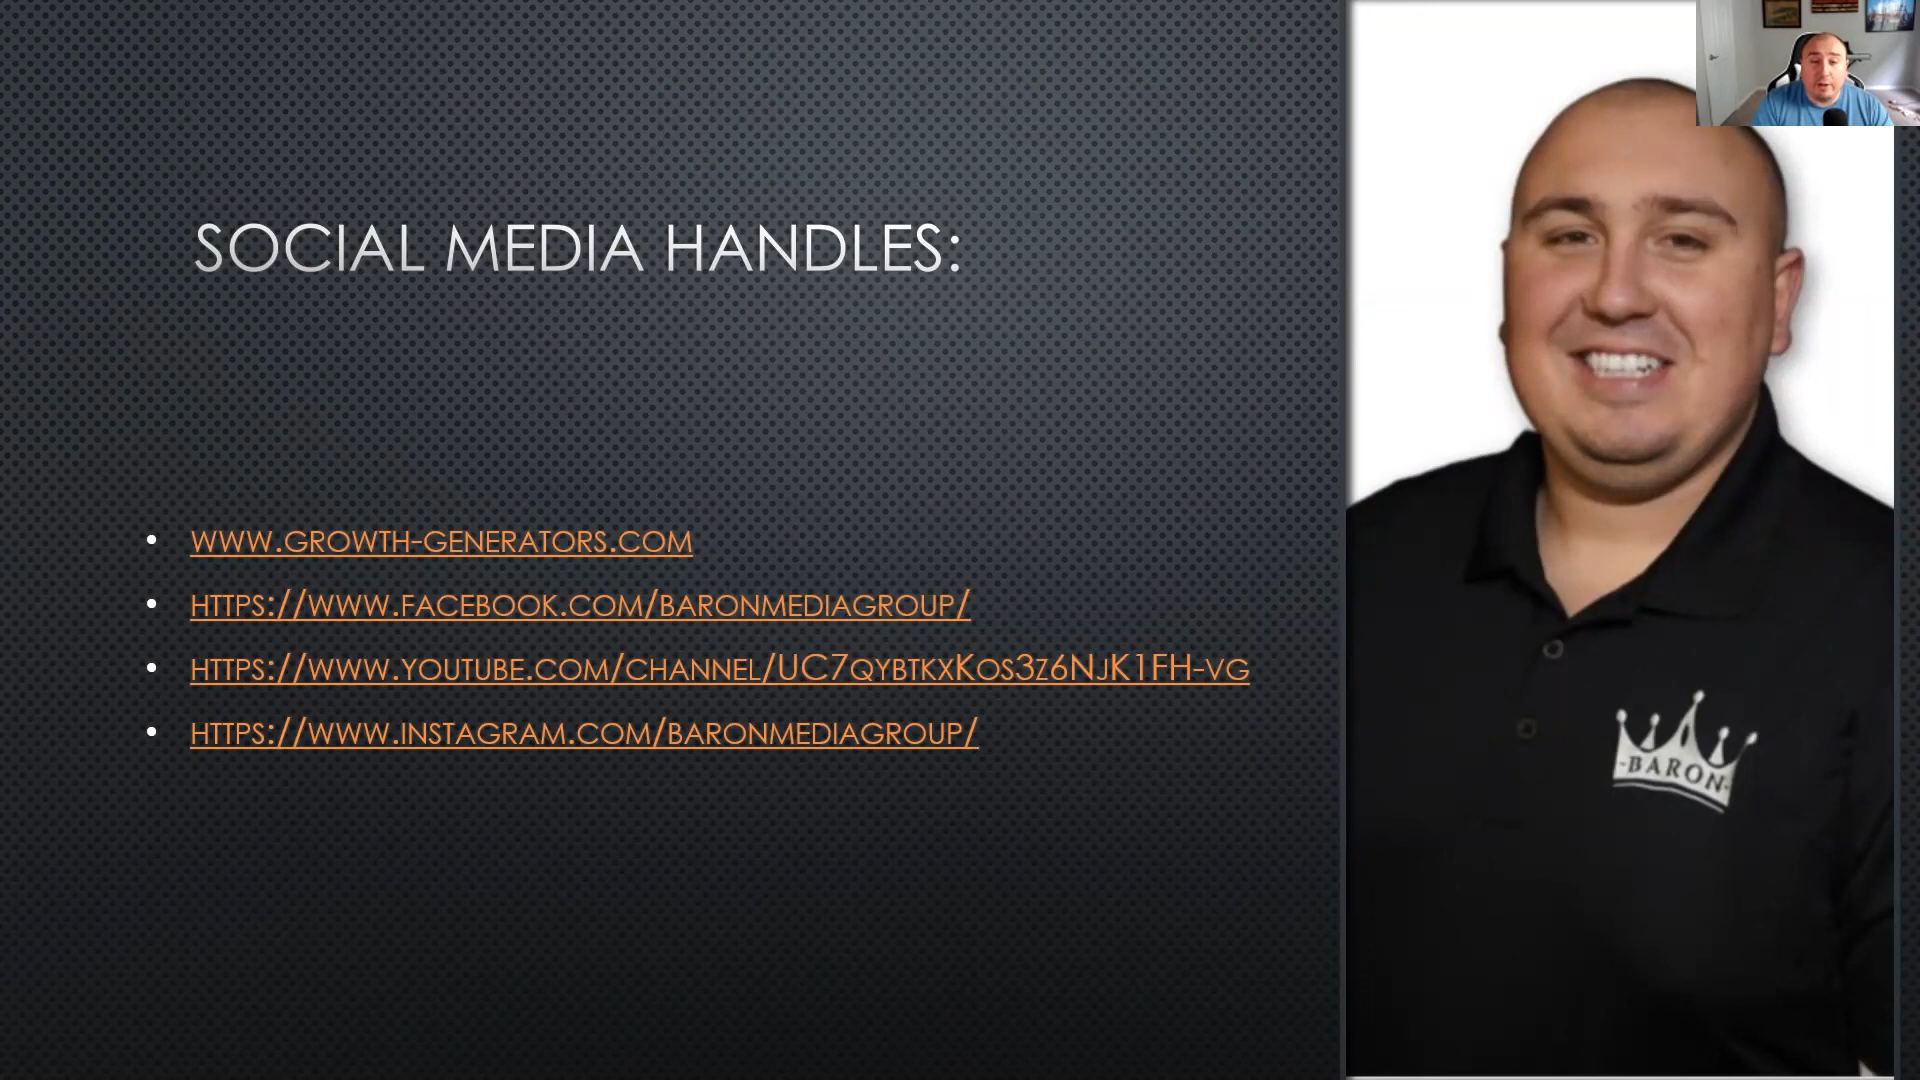 SOCIAL MEDIA HANDLES:
• WWW.GROWTH-GENERATORS.COM
• HTTPS://WWW.FACEBOOK.COM/BARONMEDIAGROUP/
• HTTPS://WWW.YOUTUBE.COM/CHANNEL/UC7QYBTKXKOS3Z6NJK1FH-VG
• HTTPS://WWW.INSTAGRAM.COM/BARONMEDIAGROUP/
-BARON-